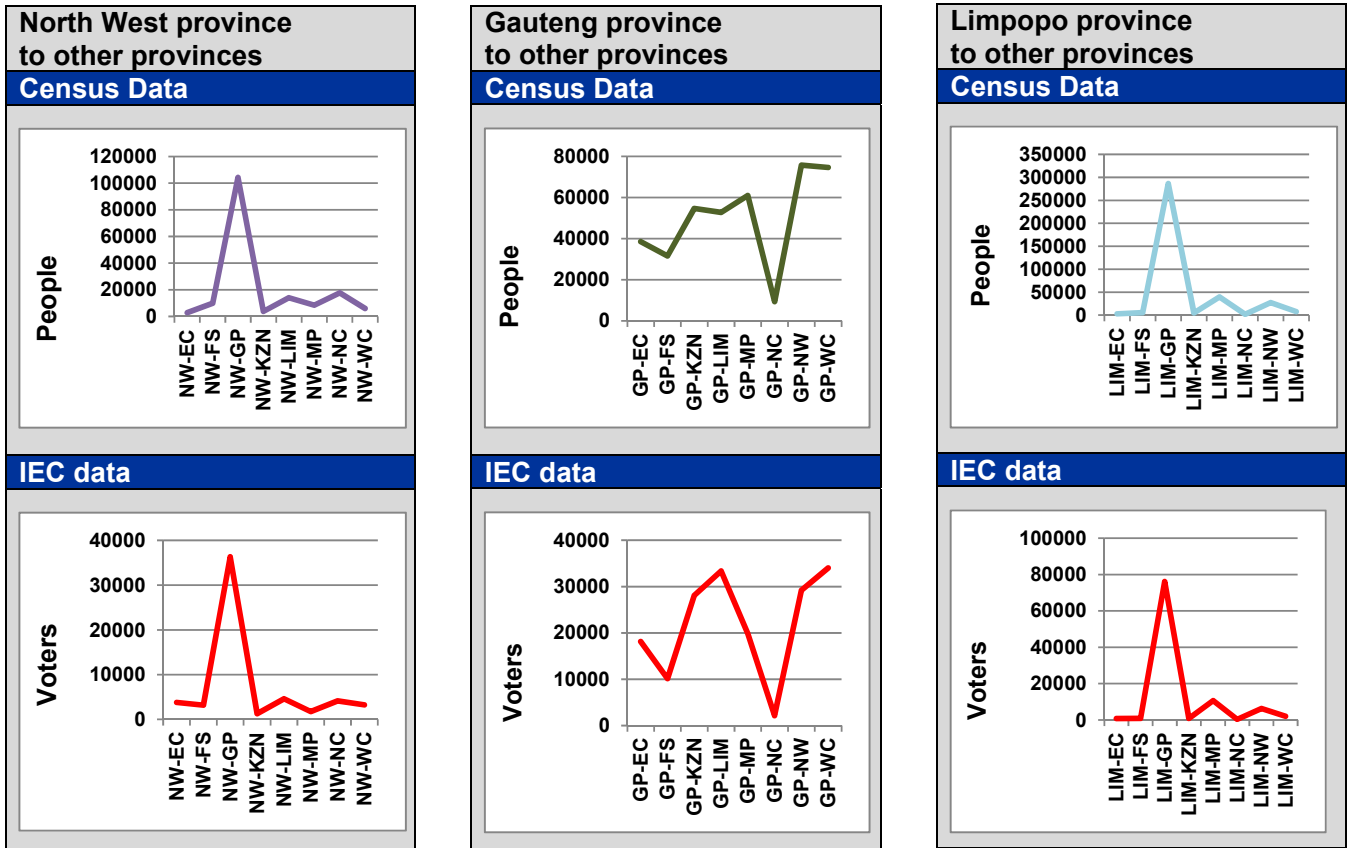 North West province
to other provinces
Census Data
120000
100000
80000
60000
40000
20000
0
People
NW-EC
NW-FS
NW-GP
NW-KZN
NW-LIM
NW-MP
NW-NC
NW-WC
IEC data
40000
30000
20000
10000
0
Voters
NW-EC
NW-FS
NW-GP
NW-KZN
NW-LIM
NW-MP
NW-NC
NW-WC
Gauteng province
to other provinces
Census Data
80000
60000
40000
20000
0
People
GP-EC
GP-FS
GP-KZN
GP-LIM
GP-MP
GP-NC
GP-NW
GP-WC
IEC data
40000
30000
20000
10000
0
Voters
GP-EC
GP-FS
GP-KZN
GP-LIM
GP-MP
GP-NC
GP-NW
GP-WC
Limpopo province
to other provinces
Census Data
350000
300000
250000
200000
150000
100000
50000
0
People
LIM-EC
LIM-FS
LIM-GP
LIM-KZN
LIM-MP
LIM-NC
LIM-NW
LIM-WC
IEC data
100000
80000
60000
40000
20000
0
Voters
LIM-EC
LIM-FS
LIM-GP
LIM-KZN
LIM-MP
LIM-NC
LIM-NW
LIM-WC